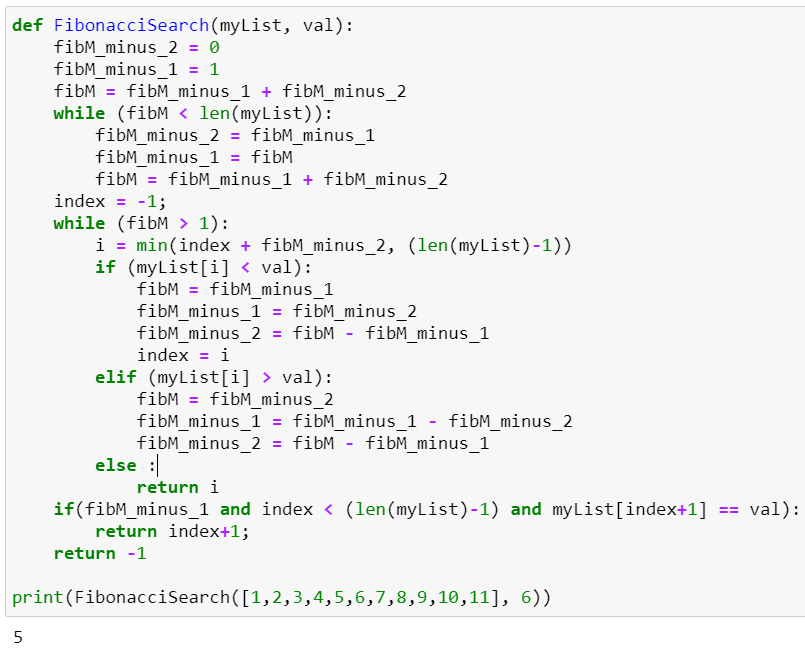 def FibonacciSearch(myList, val):
    fibM_minus_2 = 0
    fibM_minus_1 = 1
    fibM = fibM_minus_1 + fibM_minus_2
    while (fibM < len(myList)):
        fibM_minus_2 = fibM_minus_1
        fibM_minus_1 = fibM
        fibM = fibM_minus_1 + fibM_minus_2
    index = -1;
    while (fibM > 1):
        i = min(index + fibM_minus_2, (len(myList)-1))
        if (myList[i] < val):
            fibM = fibM_minus_1
            fibM_minus_1 = fibM_minus_2
            fibM_minus_2 = fibM - fibM_minus_1
            index = i
        elif (myList[i] > val):
            fibM = fibM_minus_2
            fibM_minus_1 = fibM_minus_1 - fibM_minus_2
            fibM_minus_2 = fibM - fibM_minus_1
        else :
            return i
    if(fibM_minus_1 and index < (len(myList)-1) and myList[index+1] == val):
        return index+1;
    return -1

print(FibonacciSearch([1,2,3,4,5,6,7,8,9,10,11], 6))
5